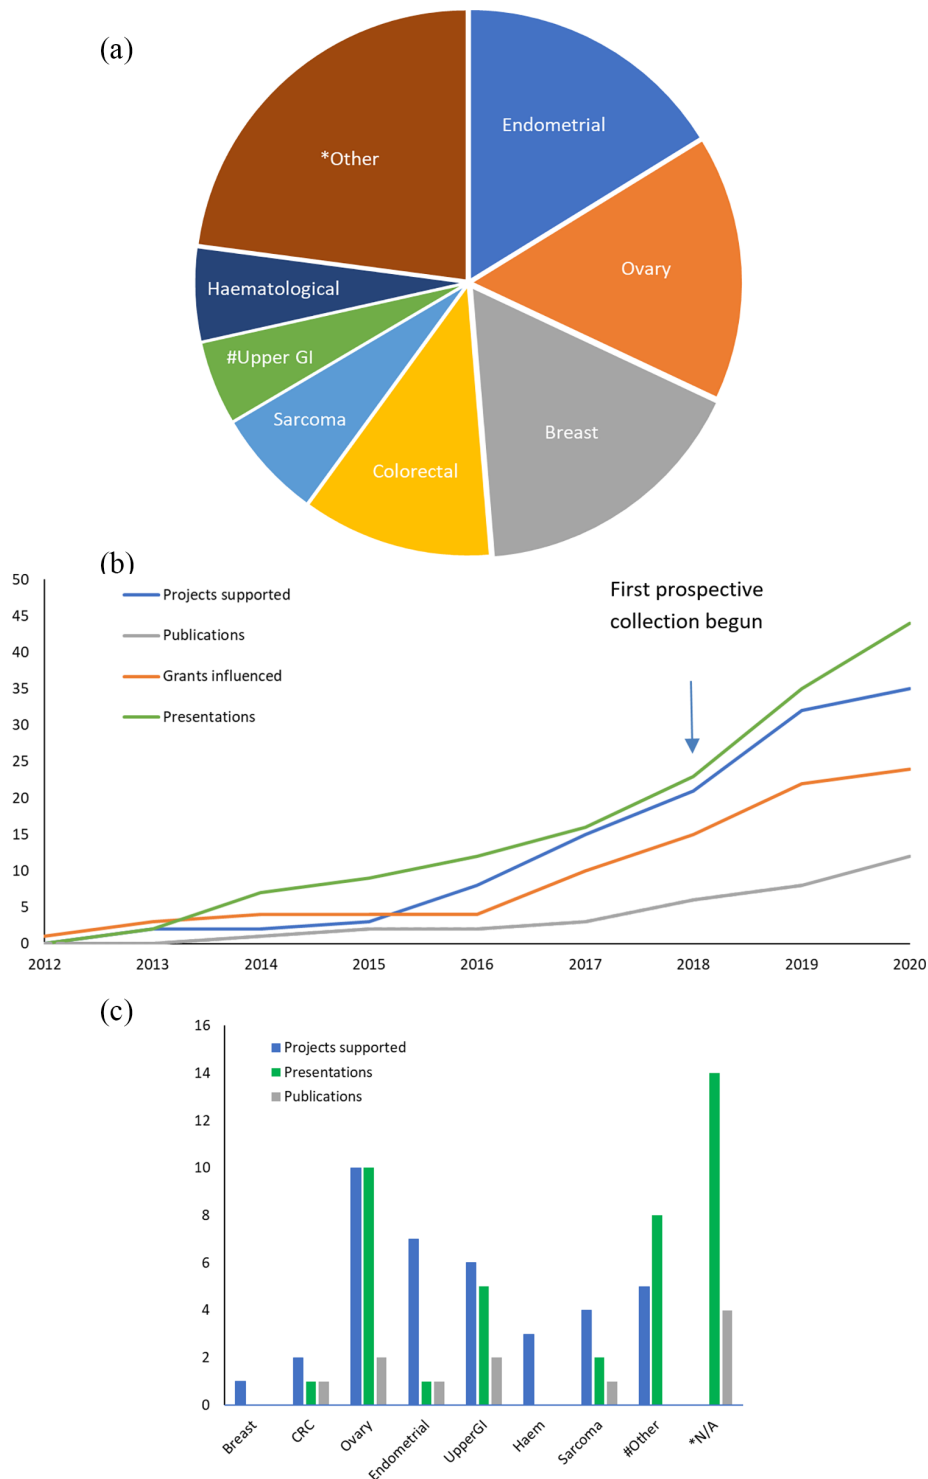 (a)
Endometrial
*Other
Ovary
Haematological
#Upper GI
Sarcoma
Breast
Colorectal
(b)
50
45
40
35
30
25
20
15
10
5
0
Projects supported
Publications
Grants influenced
Presentations
First prospective
collection begun
2012 2013 2014 2015 2016 2017 2018 2019 2020
(c)
16
14
12
10
8
6
4
2
0
Projects supported
Presentations
Publications
Breast CRC Ovary Endometrial UpperGI Haem Sarcoma #Other *N/A